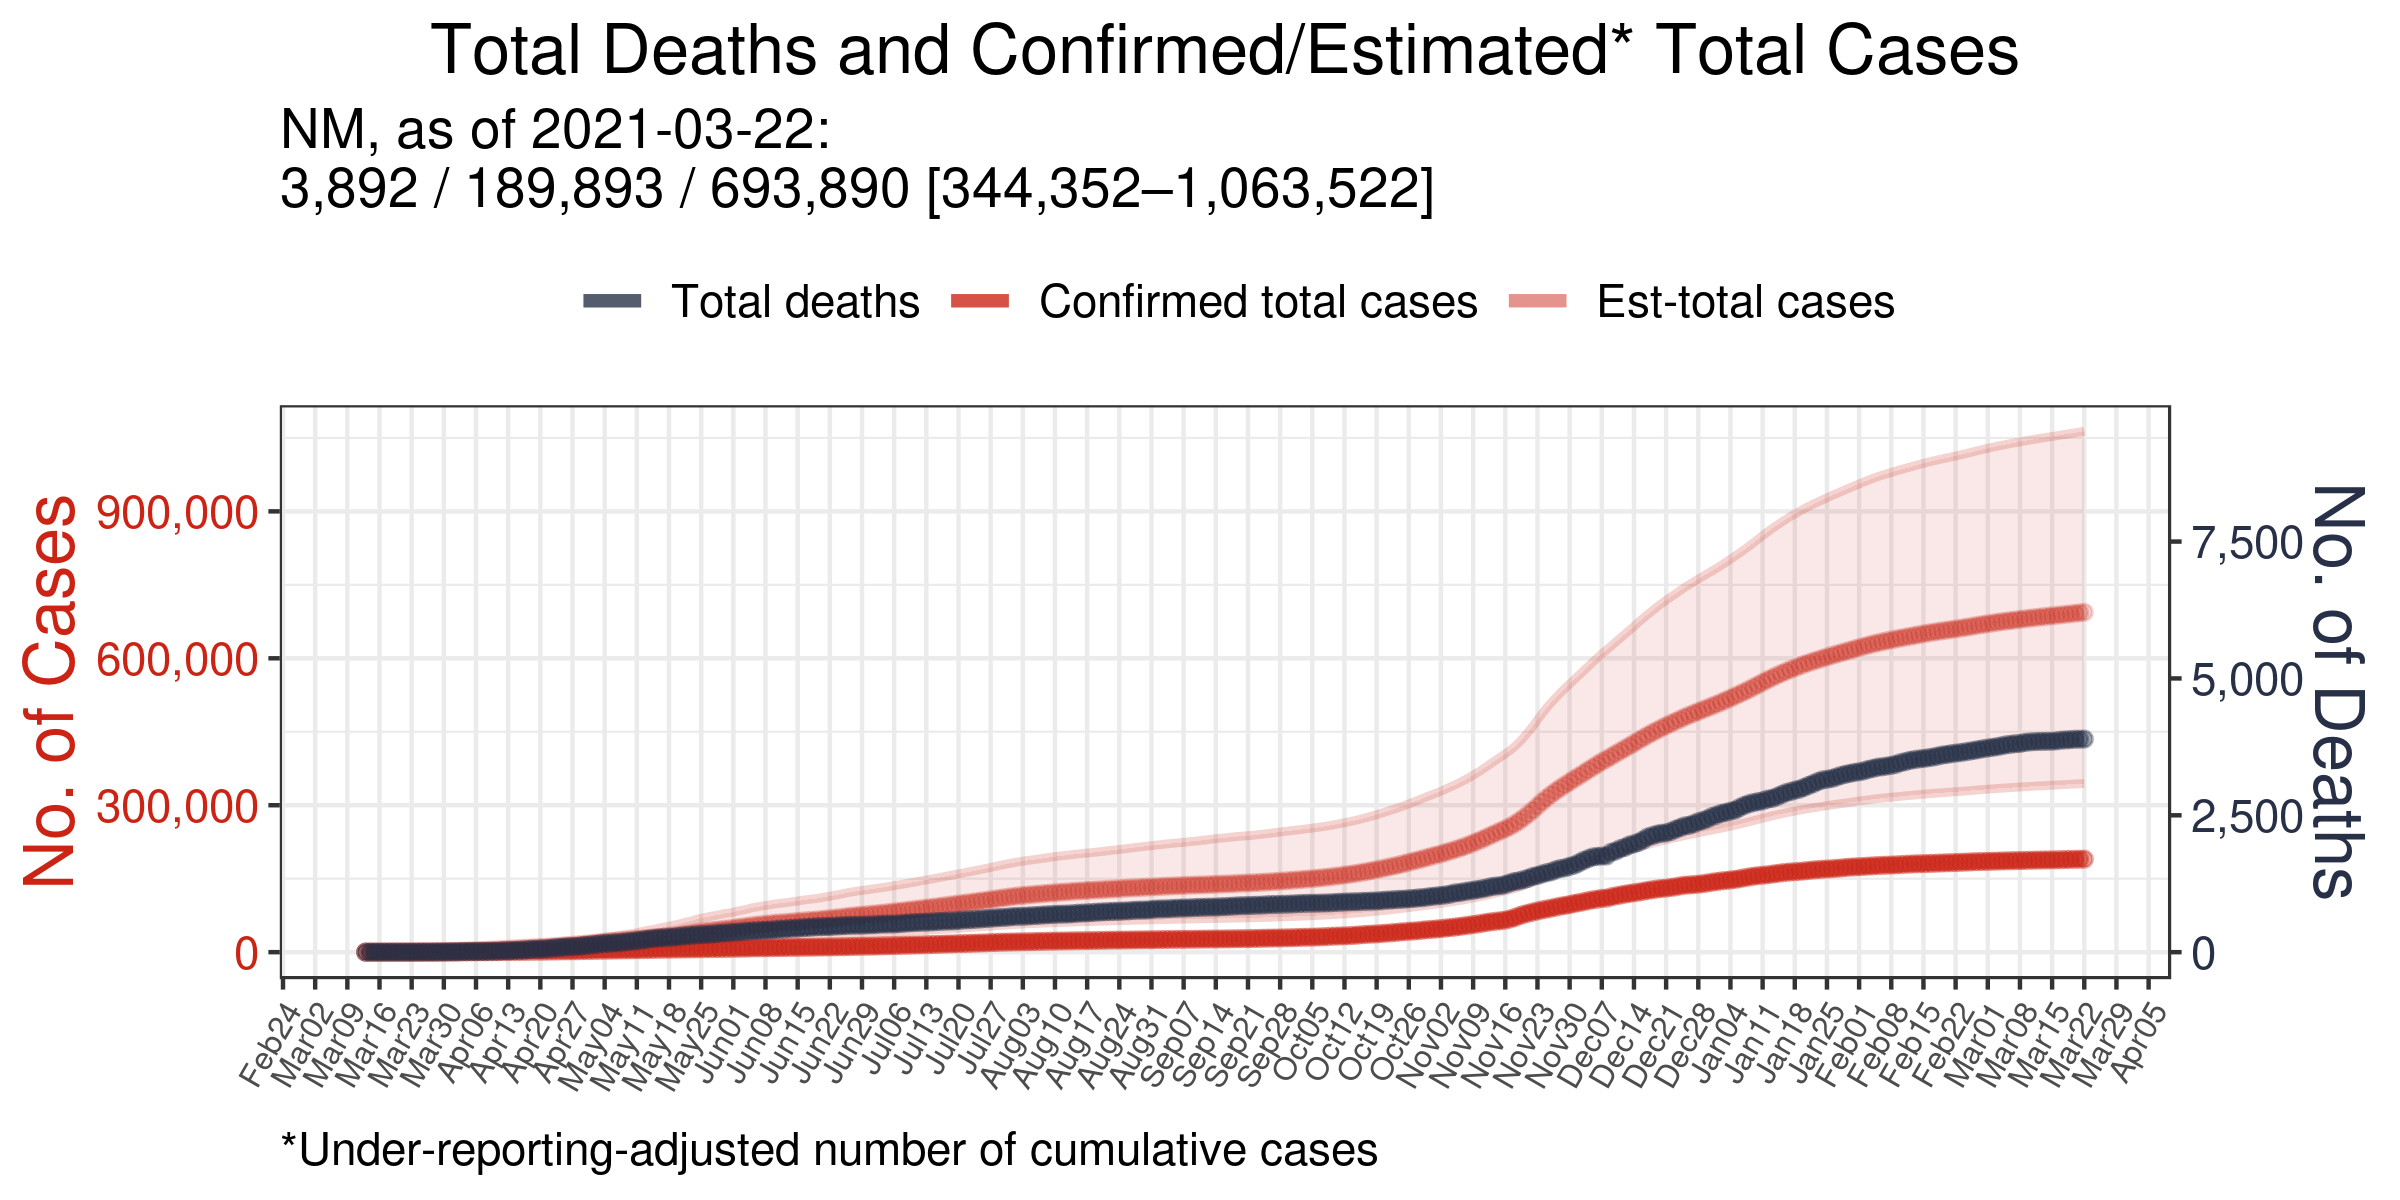 Total Deaths and Confirmed/Estimated* Total Cases
NM, as of 2021-03-22:
3,892 / 189,893 / 693,890 [344,352–1,063,522]
Total deaths
Confirmed total cases
Est-total cases
No. of Cases
900,000
600,000
300,000
0
7,500
5,000
2,500
0
No. of Deaths
Feb24
Mar02
Mar09
Mar16
Mar23
Mar30
Apr06
Apr13
Apr20
Apr27
May04
May11
May18
May25
Jun01
Jun08
Jun15
Jun22
Jun29
Jul06
Jul13
Jul20
Jul27
Aug03
Aug10
Aug17
Aug24
Aug31
Sep07
Sep14
Sep21
Sep28
Oct05
Oct12
Oct19
Oct26
Nov02
Nov09
Nov16
Nov23
Nov30
Dec07
Dec14
Dec21
Dec28
Jan04
Jan11
Jan18
Jan25
Feb01
Feb08
Feb15
Feb22
Mar01
Mar08
Mar15
Mar22
Mar29
Apr05
*Under-reporting-adjusted number of cumulative cases